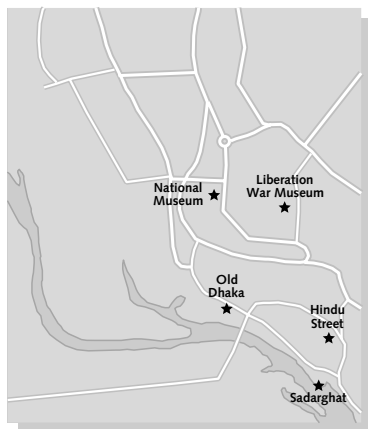 Liberation
War Museum
National
Museum
Old
Dhaka
Hindu
Street
Sadarghat